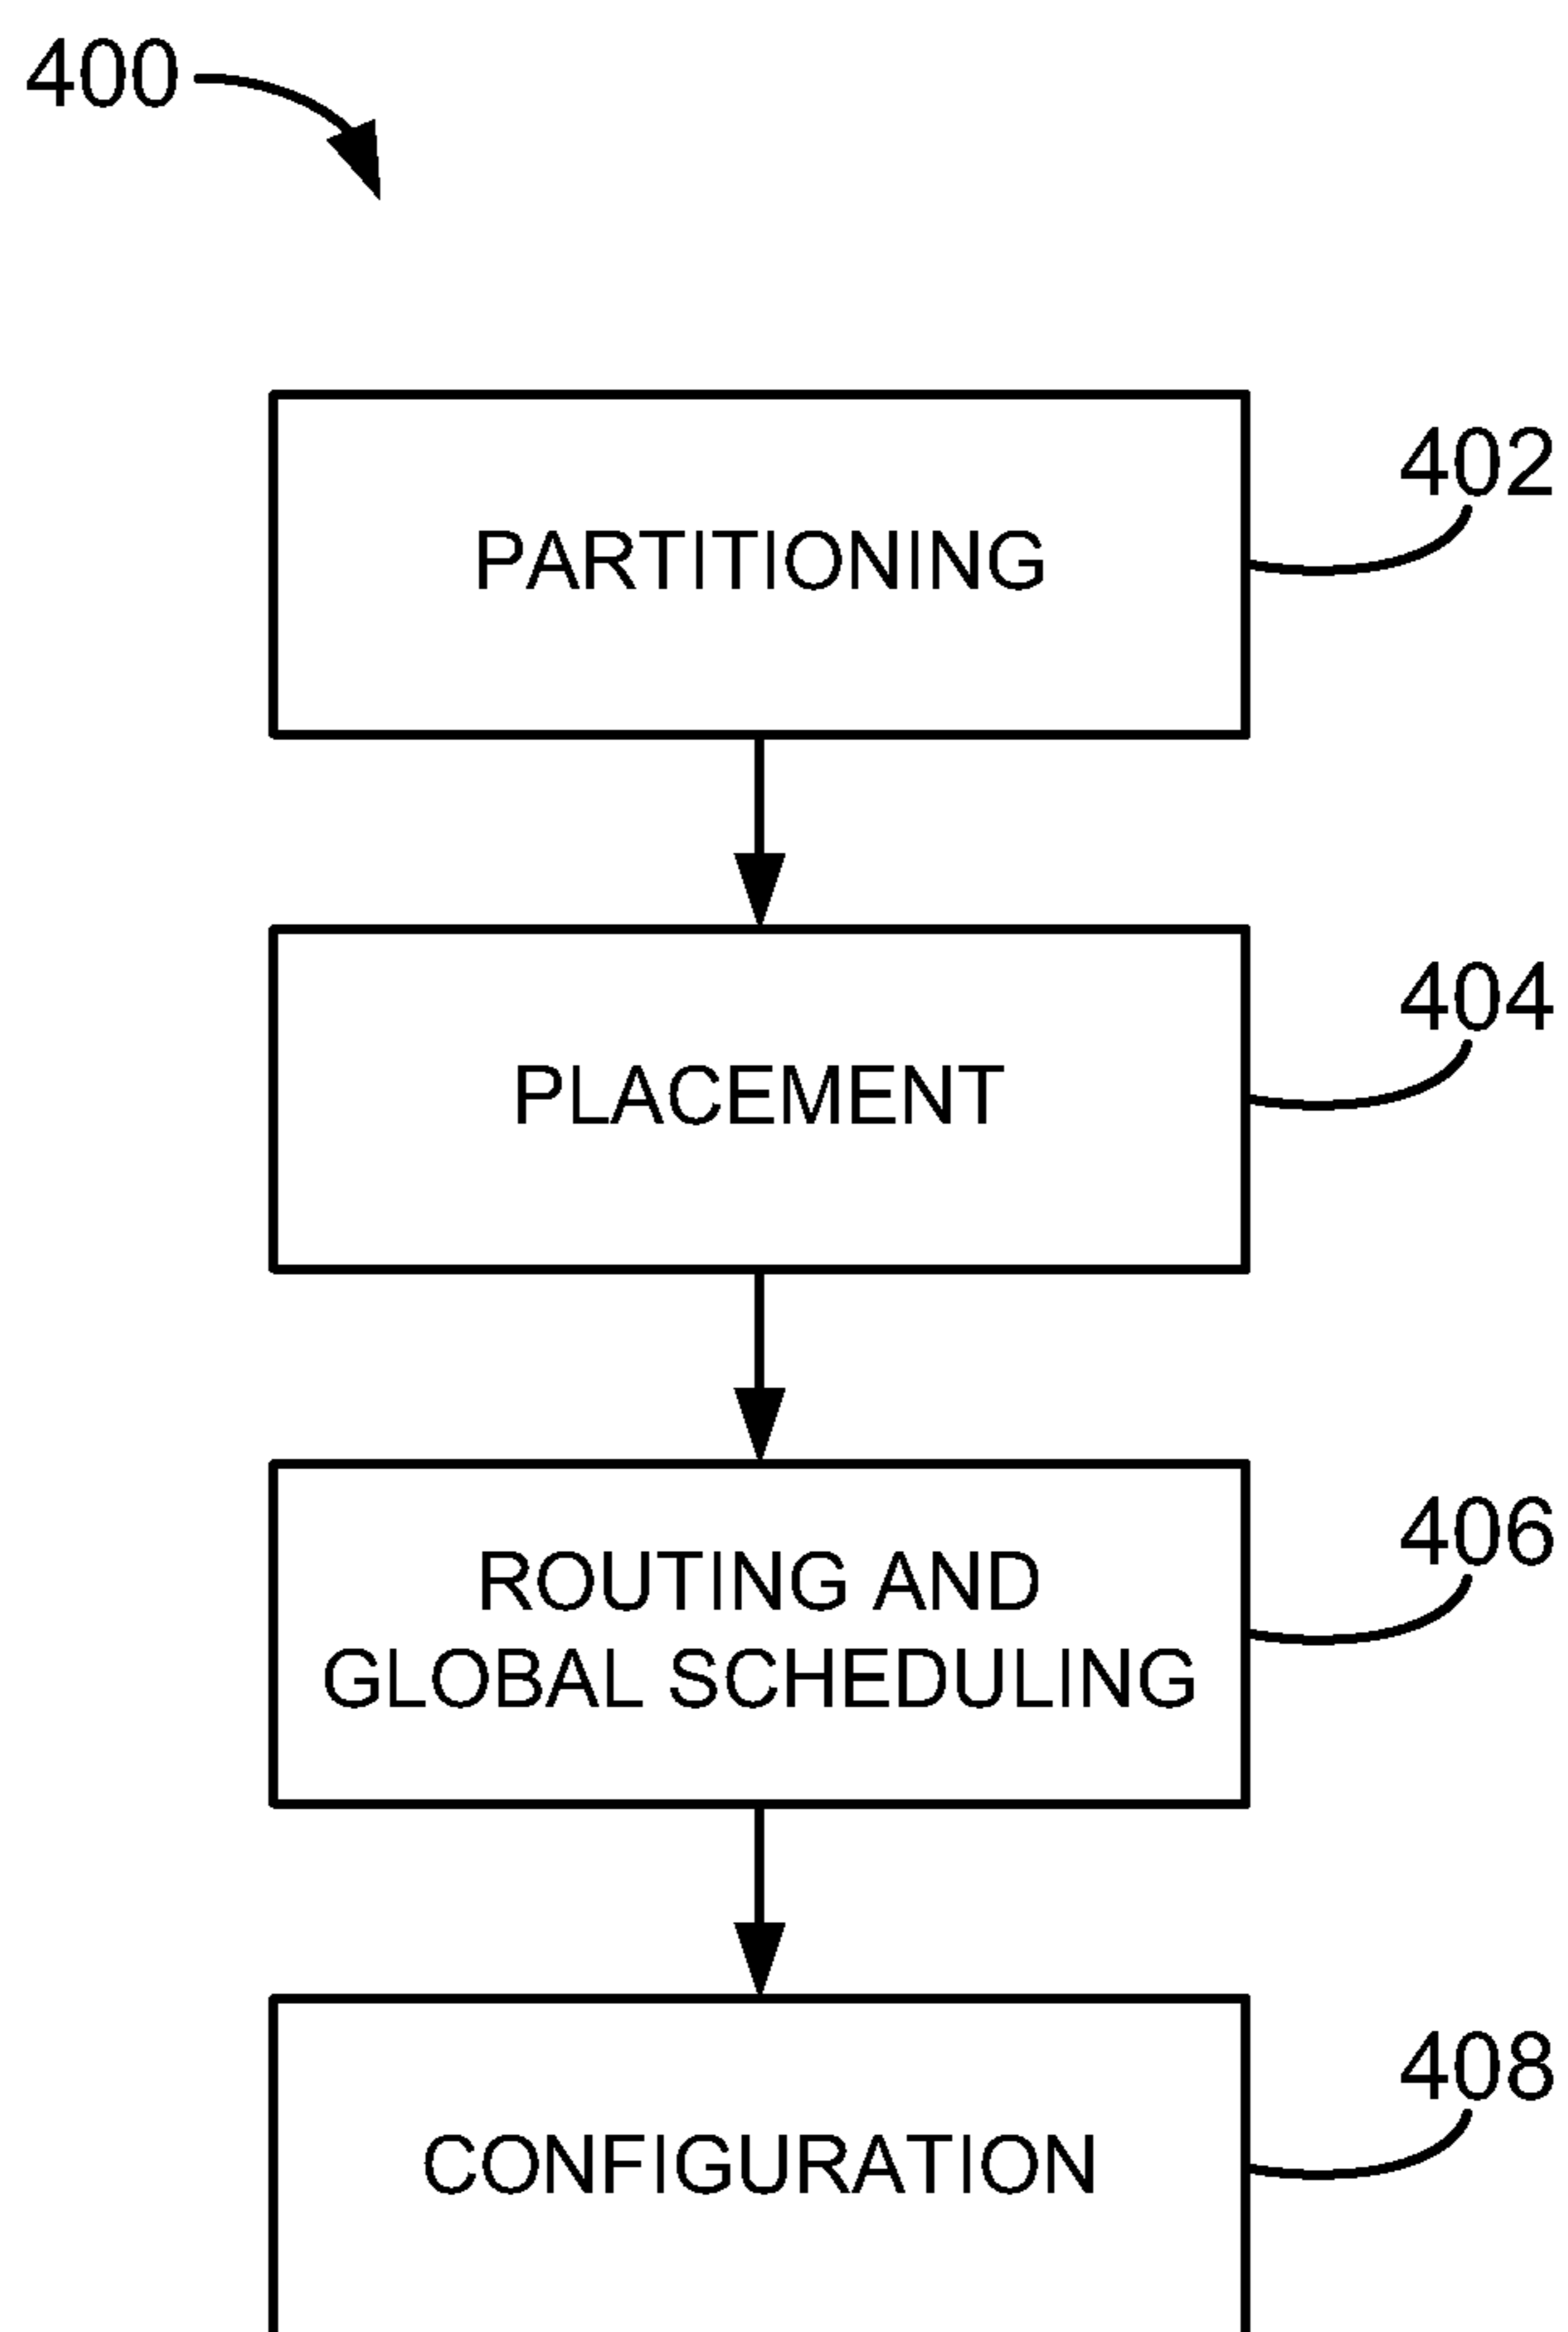 400
402
PARTITIONING
404
PLACEMENT
406
ROUTING AND
GLOBAL SCHEDULING
408
CONFIGURATION